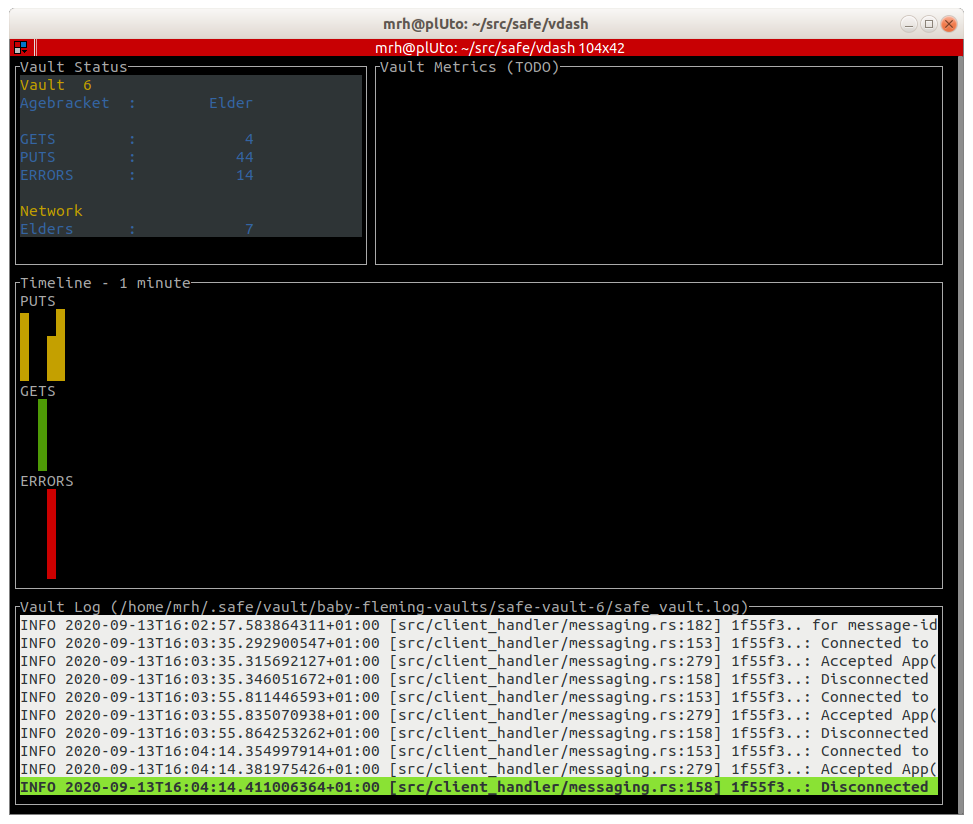 mrh@plUto: ~/src/safe/vdash
mrh@plUto: ~/src/safe/vdash 104x42
Vault Status
Vault  6
Agebracket  :        Elder
GETS        :            4
PUTS        :           44
ERRORS      :           14
Network
Elders      :            7
Vault Metrics (TODO)
Timeline - 1 minute
PUTS
GETS
ERRORS
Vault Log (/home/mrh/.safe/vault/baby-fleming-vaults/safe-vault-6/safe_vault.log)
INFO 2020-09-13T16:02:57.583864311+01:00 [src/client_handler/messaging.rs:182] 1f55f3.. for message-id
INFO 2020-09-13T16:03:35.292900547+01:00 [src/client_handler/messaging.rs:153] 1f55f3..: Connected to
INFO 2020-09-13T16:03:35.315692127+01:00 [src/client_handler/messaging.rs:279] 1f55f3..: Accepted App(
INFO 2020-09-13T16:03:35.346051672+01:00 [src/client_handler/messaging.rs:158] 1f55f3..: Disconnected
INFO 2020-09-13T16:03:55.811446593+01:00 [src/client_handler/messaging.rs:153] 1f55f3..: Connected to
INFO 2020-09-13T16:03:55.835070938+01:00 [src/client_handler/messaging.rs:279] 1f55f3..: Accepted App(
INFO 2020-09-13T16:03:55.864253262+01:00 [src/client_handler/messaging.rs:158] 1f55f3..: Disconnected
INFO 2020-09-13T16:04:14.354997914+01:00 [src/client_handler/messaging.rs:153] 1f55f3..: Connected to
INFO 2020-09-13T16:04:14.381975426+01:00 [src/client_handler/messaging.rs:279] 1f55f3..: Accepted App(
INFO 2020-09-13T16:04:14.411006364+01:00 [src/client_handler/messaging.rs:158] 1f55f3..: Disconnected